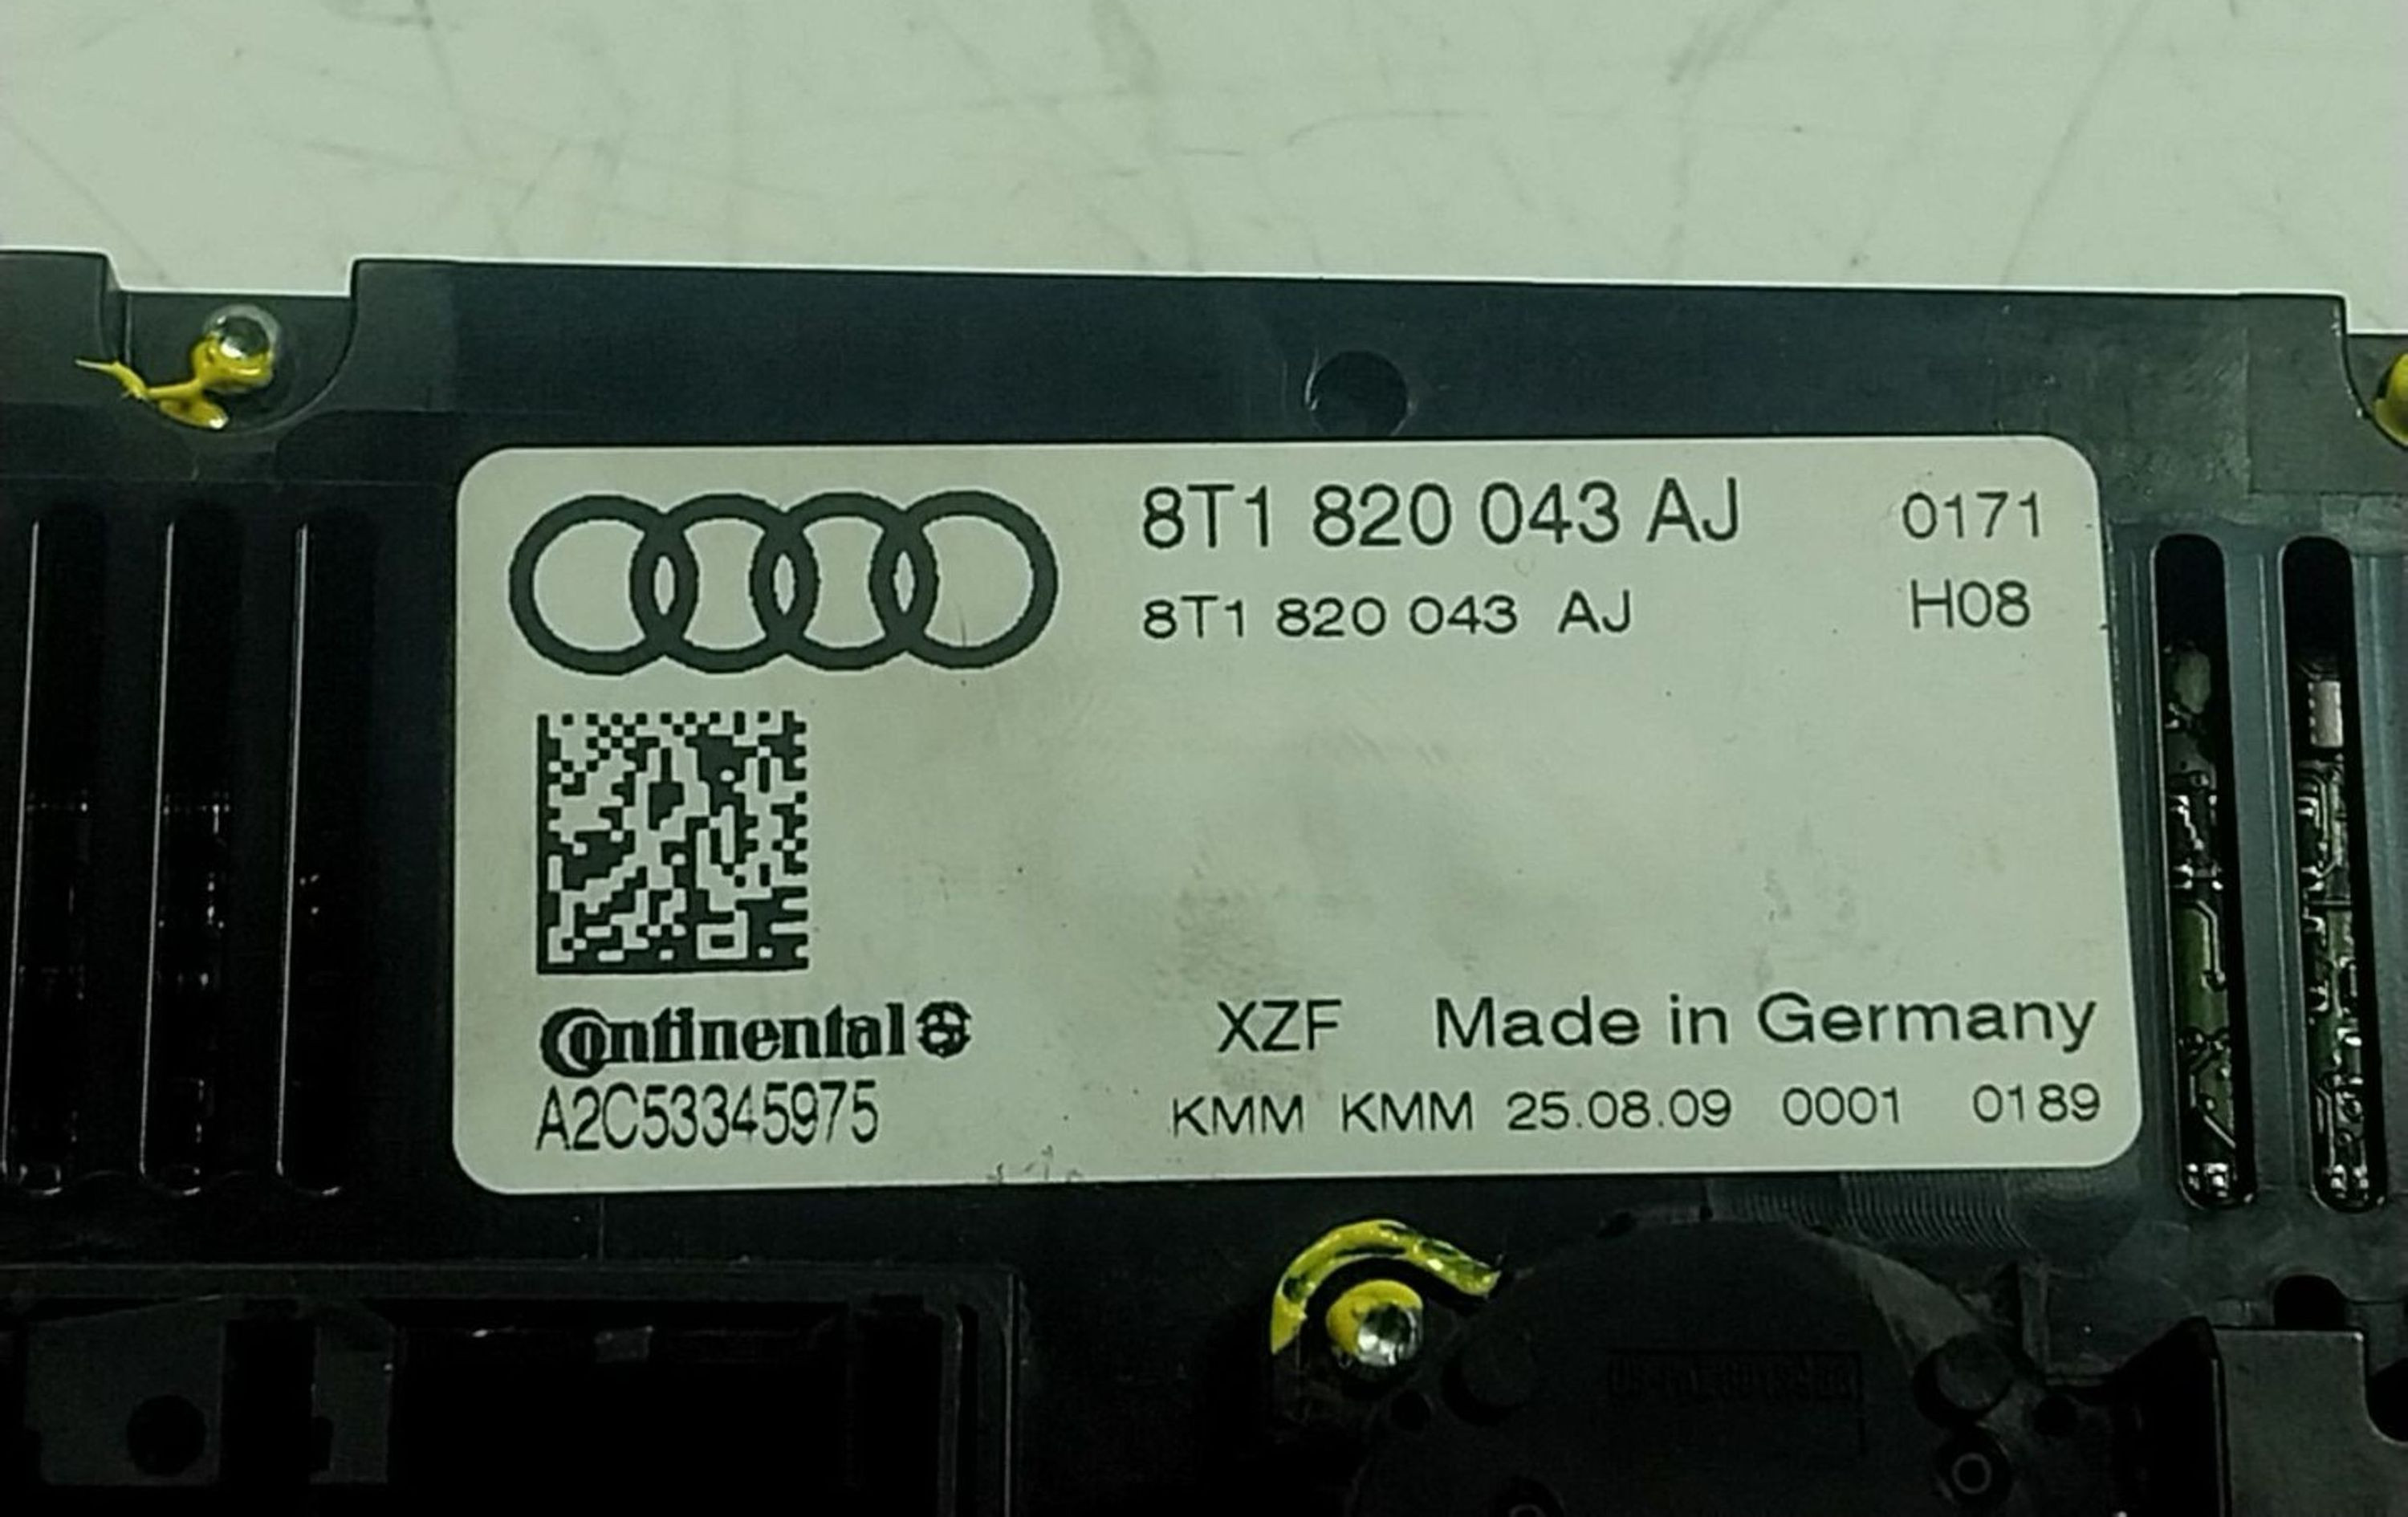 8T1 820 043 AJ 0171
8T1 820 043 AJ H08
Continental
XZF Made in Germany
A2C53345975
KMM KMM 25.08.09 0001 0189